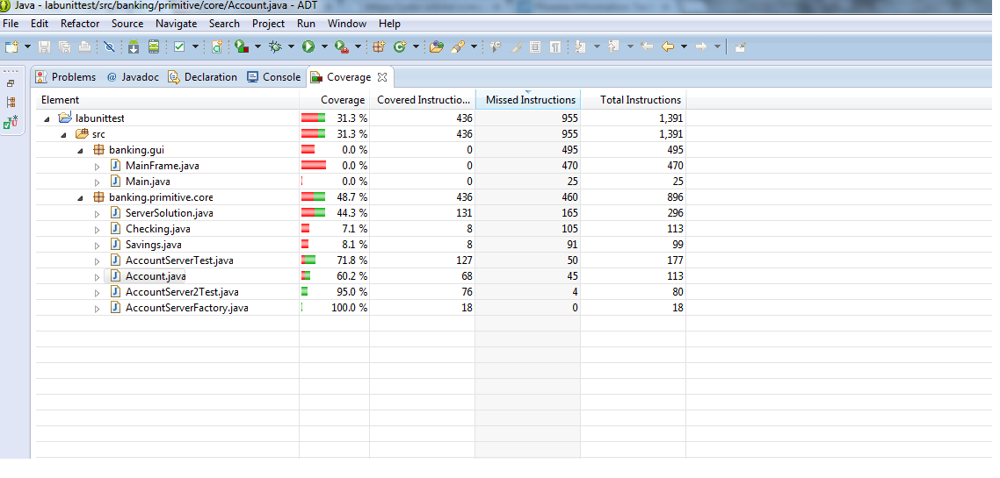 Java - labunittest/src/banking/primitive/core/Account.java - ADT
File Edit Refactor Source Navigate Search Project Run Window Help
Problems @ Javadoc Declaration Console Coverage
Element Coverage Covered Instructio... Missed Instructions Total Instructions
labunittest 31.3 % 436 955 1,391
src 31.3 % 436 955 1,391
banking.gui 0.0 % 0 495 495
MainFrame.java 0.0 % 0 470 470
Main.java 0.0 % 0 25 25
banking.primitive.core 48.7 % 436 460 896
ServerSolution.java 44.3 % 131 165 296
Checking.java 7.1 % 8 105 113
Savings.java 8.1 % 8 91 99
AccountServerTest.java 71.8 % 127 50 177
Account.java 60.2 % 68 45 113
AccountServer2Test.java 95.0 % 76 4 80
AccountServerFactory.java 100.0 % 18 0 18